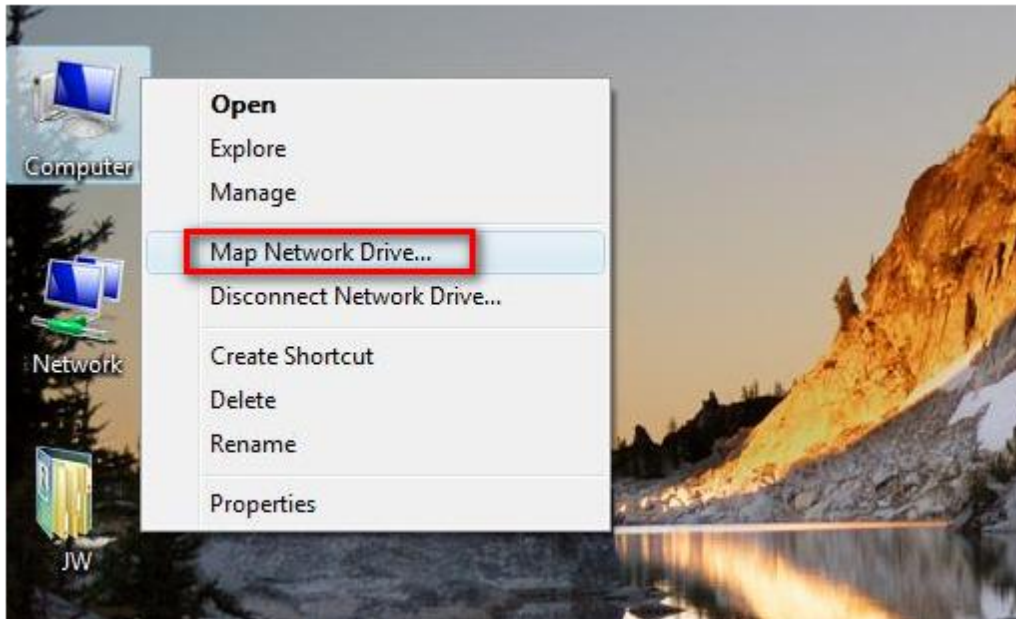 Computer
Network
JW
Open
Explore
Manage
Map Network Drive...
Disconnect Network Drive...
Create Shortcut
Delete
Rename
Properties